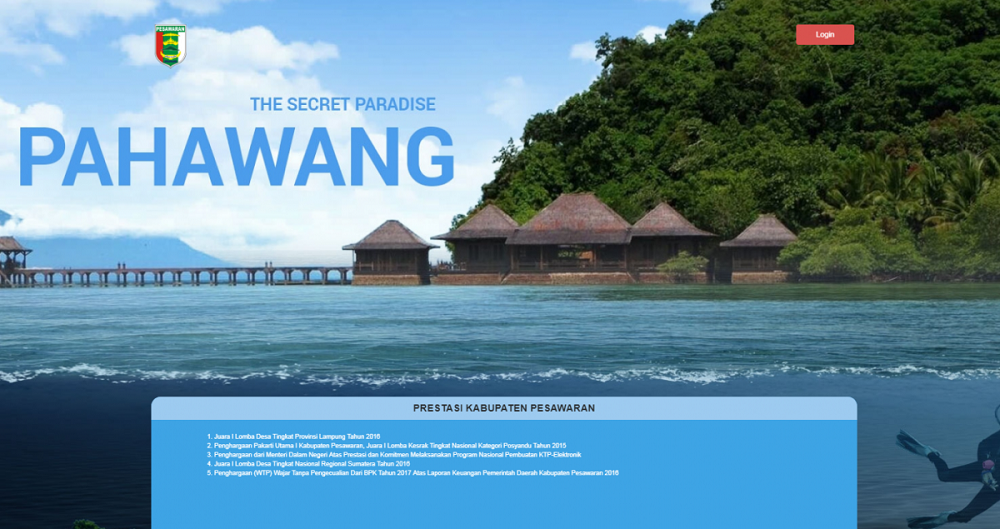 PESAWARAN
Login
THE SECRET PARADISE
PAHAWANG
PRESTASI KABUPATEN PESAWARAN
1. Juara I Lomba Desa Tingkat Provinsi Lampung Tahun 2016
2. Penghargaan Pakarti Utama I Kabupaten Pesawaran, Juara I Lomba Kesrak Tingkat Nasional Kategori Posyandu Tahun 2015
3. Penghargaan dari Menteri Dalam Negeri Atas Prestasi dan Komitmen Melaksanakan Program Nasional Pembuatan KTP-Elektronik
4. Juara I Lomba Desa Tingkat Nasional Regional Sumatera Tahun 2016
5. Penghargaan (WTP) Wajar Tanpa Pengecualian Dari BPK Tahun 2017 Atas Laporan Keuangan Pemerintah Daerah Kabupaten Pesawaran 2016